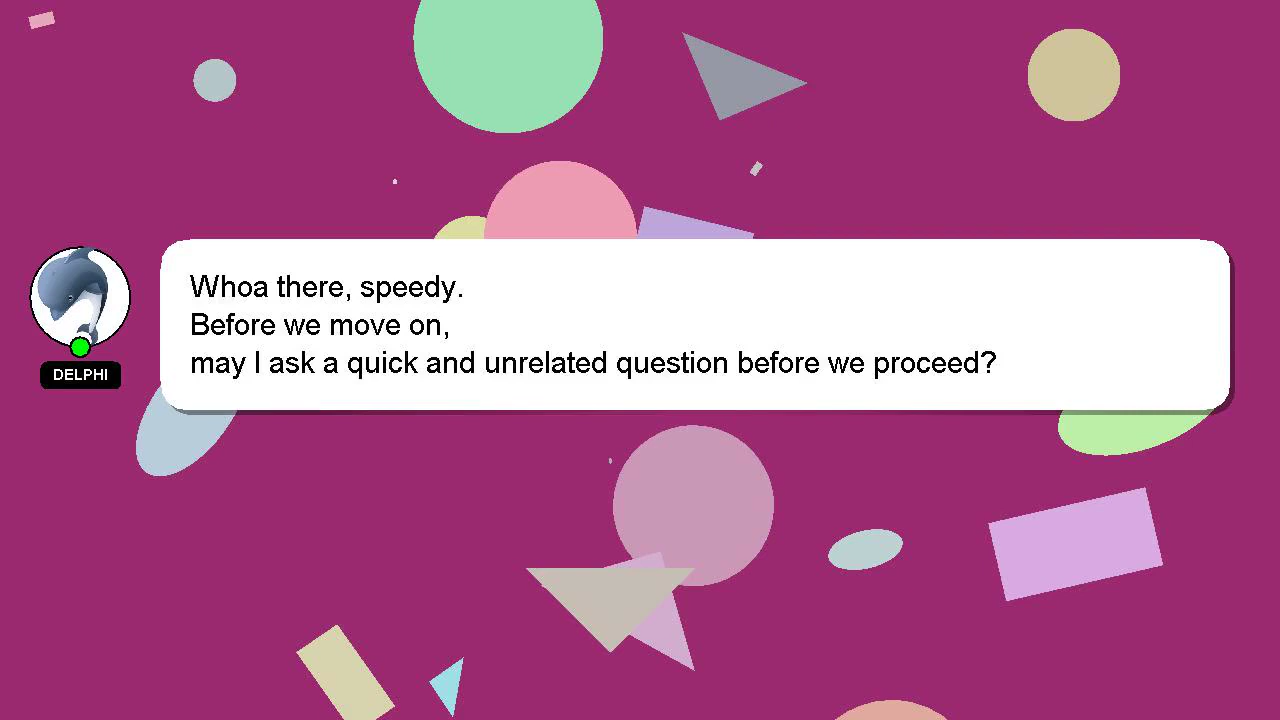 Whoa there, speedy.
Before we move on,
may I ask a quick and unrelated question before we proceed?
DELPHI